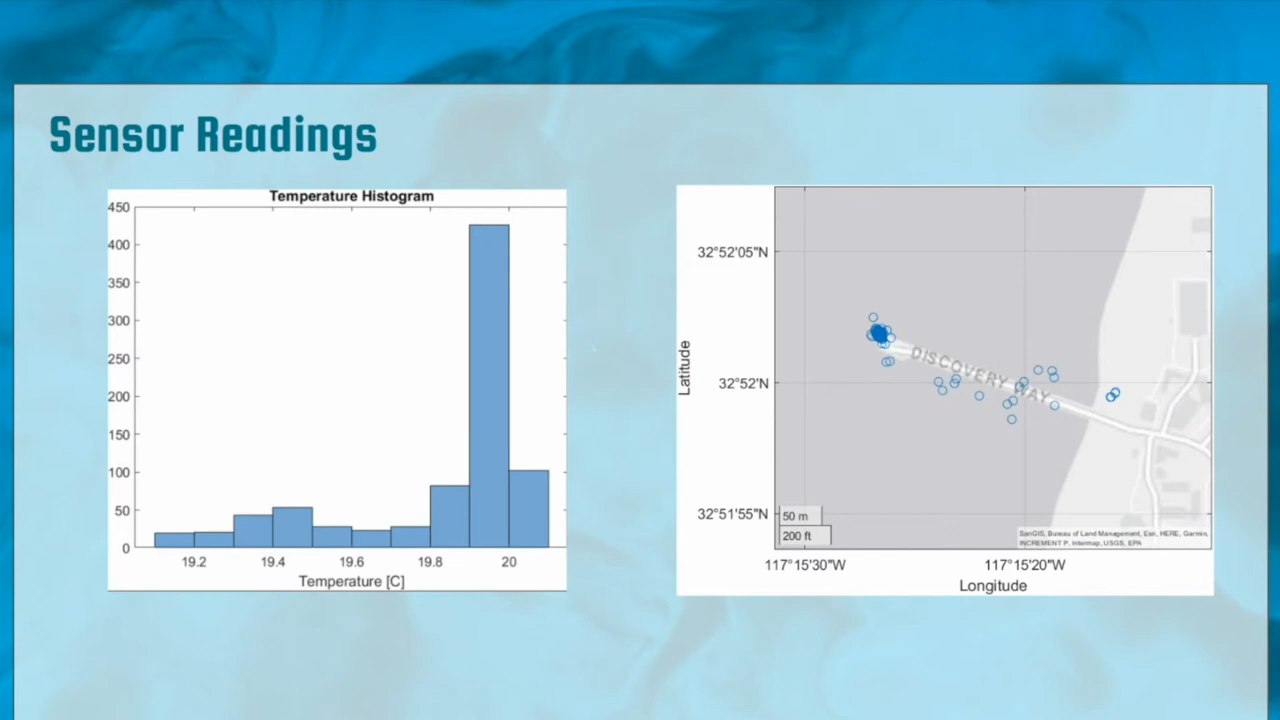 Sensor Readings
Temperature Histogram
450
400
350
300
250
200
150
100
50
0
19.2 19.4 19.6 19.8 20
Temperature [C]
Latitude
32°52'05"N
32°52'N
32°51'55"N
DISCOVERY WAY
50 m
200 ft
SanGIS, Bureau of Land Management, Esri, HERE, Garmin,
INCREMENT P, Intermap, USGS, EPA
117°15'30"W 117°15'20"W
Longitude